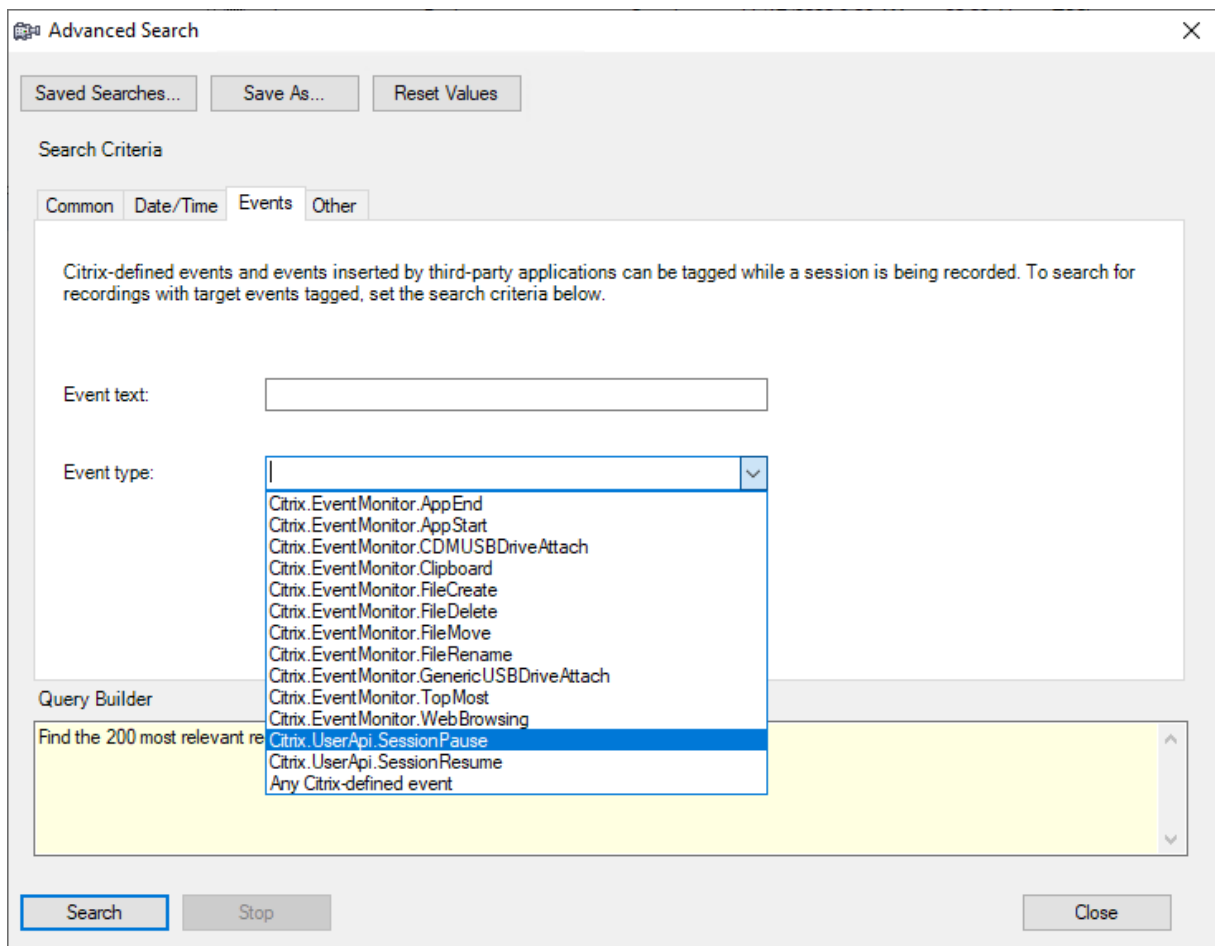 Advanced Search
Saved Searches... Save As... Reset Values
Search Criteria
Common Date/Time Events Other
Citrix-defined events and events inserted by third-party applications can be tagged while a session is being recorded. To search for
recordings with target events tagged, set the search criteria below.
Event text:
Event type:
Citrix.EventMonitor.AppEnd
Citrix.EventMonitor.AppStart
Citrix.EventMonitor.CDMUSBDriveAttach
Citrix.EventMonitor.Clipboard
Citrix.EventMonitor.FileCreate
Citrix.EventMonitor.FileDelete
Citrix.EventMonitor.FileMove
Citrix.EventMonitor.FileRename
Citrix.EventMonitor.GenericUSBDriveAttach
Citrix.EventMonitor.TopMost
Citrix.EventMonitor.WebBrowsing
Citrix.UserApi.SessionPause
Citrix.UserApi.SessionResume
Any Citrix-defined event
Query Builder
Find the 200 most relevant re
Search Stop Close